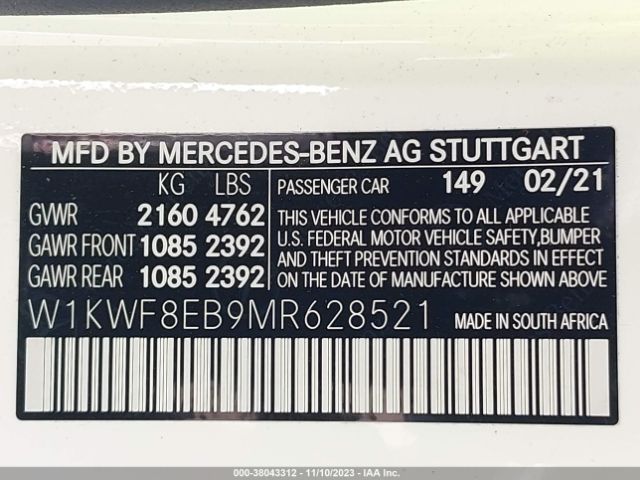 MFD BY MERCEDES-BENZ AG STUTTGART
KG LBS
GVWR 2160 4762
GAWR FRONT 1085 2392
GAWR REAR 1085 2392
PASSENGER CAR 149 02/21
THIS VEHICLE CONFORMS TO ALL APPLICABLE
U.S. FEDERAL MOTOR VEHICLE SAFETY,BUMPER
AND THEFT PREVENTION STANDARDS IN EFFECT
ON THE DATE OF MANUFACTURE SHOWN ABOVE
W1KWF8EB9MR628521 MADE IN SOUTH AFRICA
000-38043312 - 11/10/2023 - IAAI.COM